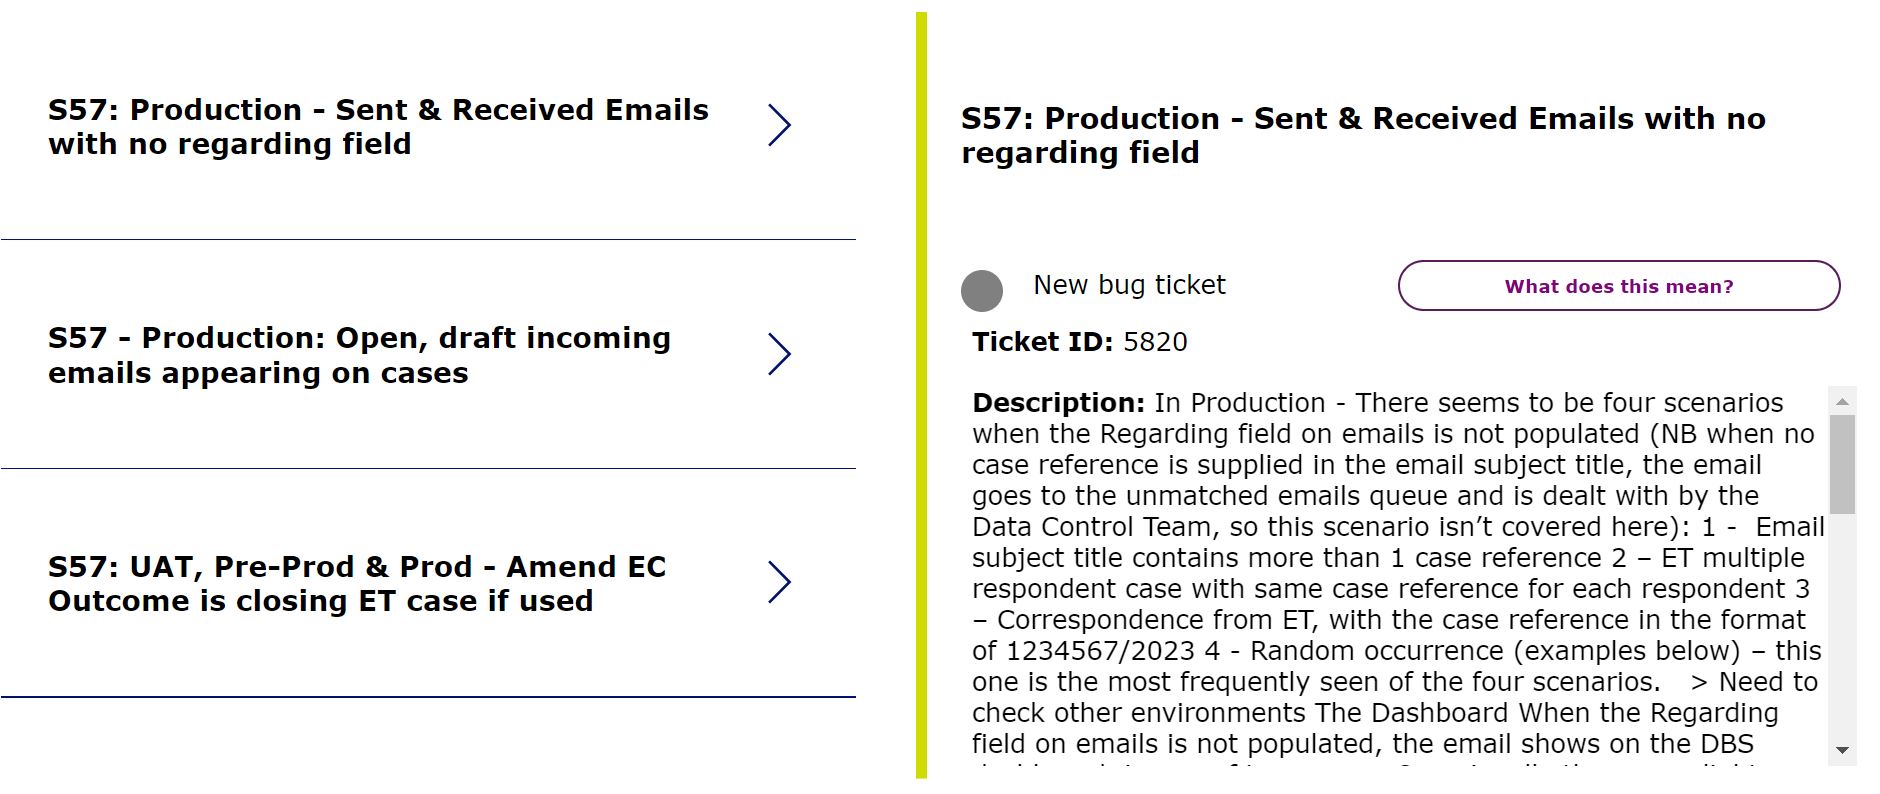 S57: Production - Sent & Received Emails
with no regarding field
S57 - Production: Open, draft incoming
emails appearing on cases
S57: UAT, Pre-Prod & Prod - Amend EC
Outcome is closing ET case if used
S57: Production - Sent & Received Emails with no
regarding field
New bug ticket
What does this mean?
Ticket ID: 5820
Description: In Production - There seems to be four scenarios
when the Regarding field on emails is not populated (NB when no
case reference is supplied in the email subject title, the email
goes to the unmatched emails queue and is dealt with by the
Data Control Team, so this scenario isn’t covered here): 1 -  Email
subject title contains more than 1 case reference 2 – ET multiple
respondent case with same case reference for each respondent 3
– Correspondence from ET, with the case reference in the format
of 1234567/2023 4 - Random occurrence (examples below) – this
one is the most frequently seen of the four scenarios.   > Need to
check other environments The Dashboard When the Regarding
field on emails is not populated, the email shows on the DBS